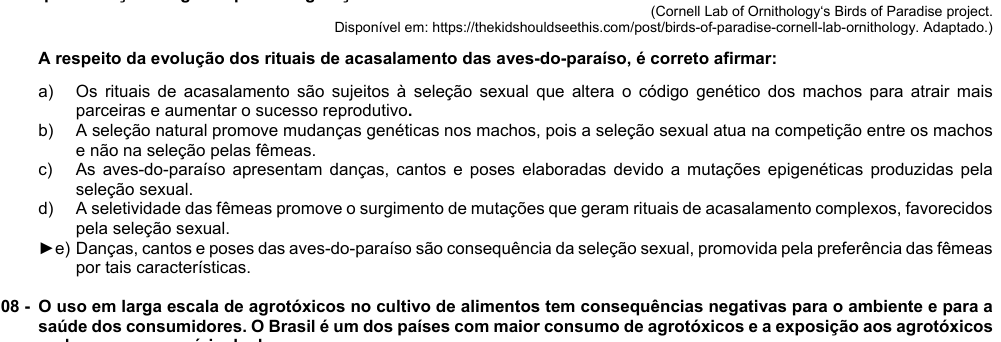 (Cornell Lab of Ornithology's Birds of Paradise project.
Disponível em: https://thekidshouldseethis.com/post/birds-of-paradise-cornell-lab-ornithology. Adaptado.)
A respeito da evolução dos rituais de acasalamento das aves-do-paraíso, é correto afirmar:
a) Os rituais de acasalamento são sujeitos à seleção sexual que altera o código genético dos machos para atrair mais
parceiras e aumentar o sucesso reprodutivo.
b) A seleção natural promove mudanças genéticas nos machos, pois a seleção sexual atua na competição entre os machos
e não na seleção pelas fêmeas.
c) As aves-do-paraíso apresentam danças, cantos e poses elaboradas devido a mutações epigenéticas produzidas pela
seleção sexual.
d) A seletividade das fêmeas promove o surgimento de mutações que geram rituais de acasalamento complexos, favorecidos
pela seleção sexual.
►e) Danças, cantos e poses das aves-do-paraíso são consequência da seleção sexual, promovida pela preferência das fêmeas
por tais características.
08 - O uso em larga escala de agrotóxicos no cultivo de alimentos tem consequências negativas para o ambiente e para a
saúde dos consumidores. O Brasil é um dos países com maior consumo de agrotóxicos e a exposição aos agrotóxicos